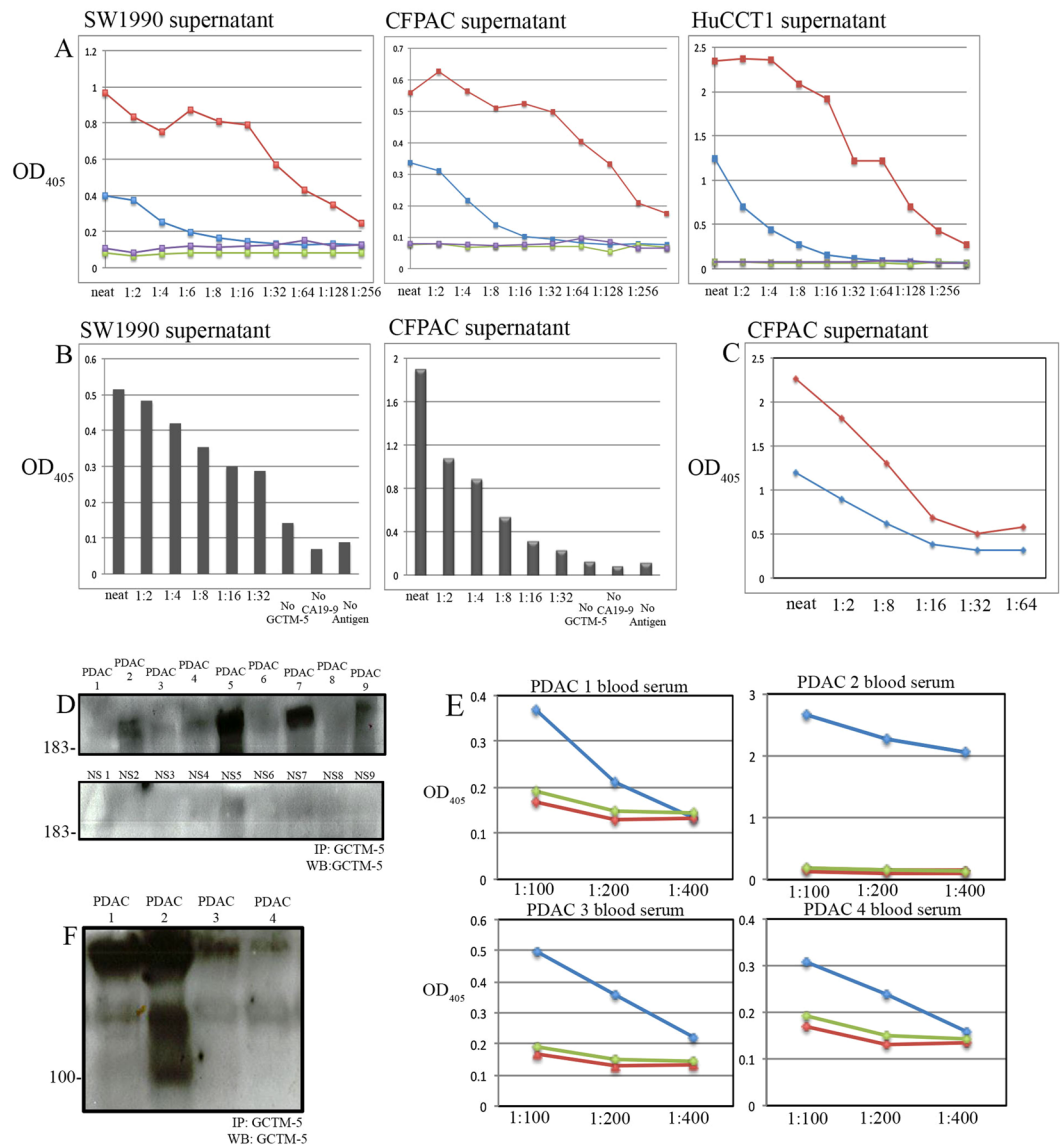 SW1990 supernatant
CFPAC supernatant
HuCCT1 supernatant
A
OD405
1.2
1
0.8
0.6
0.4
0.2
0
neat 1:2 1:4 1:6 1:8 1:16 1:32 1:64 1:128 1:256
0.7
0.6
0.5
0.4
0.3
0.2
0.1
0
neat 1:2 1:4 1:8 1:16 1:32 1:64 1:128 1:256
2.5
2
1.5
1
0.5
0
neat 1:2 1:4 1:8 1:16 1:32 1:64 1:128 1:256
SW1990 supernatant
CFPAC supernatant
CFPAC supernatant
B
OD405
0.6
0.5
0.4
0.3
0.2
0.1
0
neat 1:2 1:4 1:8 1:16 1:32 No GCTM-5 No CA19-9 No Antigen
2
1.6
1.2
0.8
0.4
0
neat 1:2 1:4 1:8 1:16 1:32 No GCTM-5 No CA19-9 No Antigen
C
OD405
2.5
2
1.5
1
0.5
0
neat 1:2 1:8 1:16 1:32 1:64
D
PDAC 1 PDAC 2 PDAC 3 PDAC 4 PDAC 5 PDAC 6 PDAC 7 PDAC 8 PDAC 9
183-
NS 1 NS2 NS3 NS4 NS5 NS6 NS7 NS8 NS9
183-
IP: GCTM-5
WB:GCTM-5
E
PDAC 1 blood serum
OD405
0.4
0.3
0.2
0.1
0
1:100 1:200 1:400
PDAC 2 blood serum
3
2
1
0
1:100 1:200 1:400
PDAC 3 blood serum
OD405
0.6
0.5
0.4
0.3
0.2
0.1
0
1:100 1:200 1:400
PDAC 4 blood serum
0.4
0.3
0.2
0.1
0
1:100 1:200 1:400
F
PDAC 1 PDAC 2 PDAC 3 PDAC 4
100-
IP: GCTM-5
WB: GCTM-5